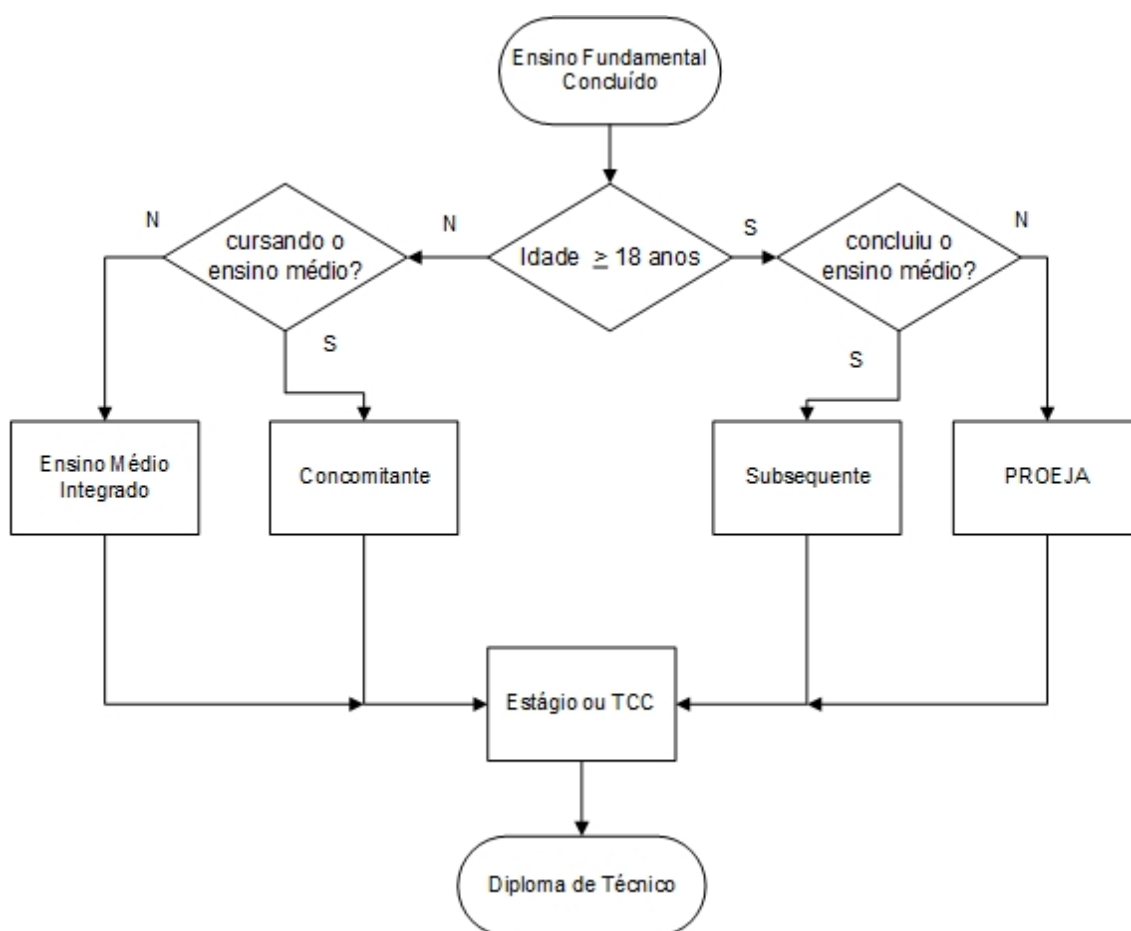 Ensino Fundamental
Concluído
N
cursando o
ensino médio?
N
Idade ≥ 18 anos
S
concluiu o
ensino médio?
N
S
S
Ensino Médio
Integrado
Concomitante
Subsequente
PROEJA
Estágio ou TCC
Diploma de Técnico